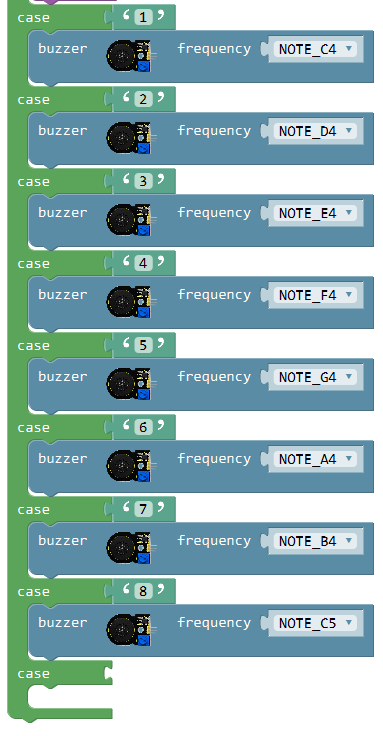 case ‘ 1 ’
buzzer frequency NOTE_C4
case ‘ 2 ’
buzzer frequency NOTE_D4
case ‘ 3 ’
buzzer frequency NOTE_E4
case ‘ 4 ’
buzzer frequency NOTE_F4
case ‘ 5 ’
buzzer frequency NOTE_G4
case ‘ 6 ’
buzzer frequency NOTE_A4
case ‘ 7 ’
buzzer frequency NOTE_B4
case ‘ 8 ’
buzzer frequency NOTE_C5
case